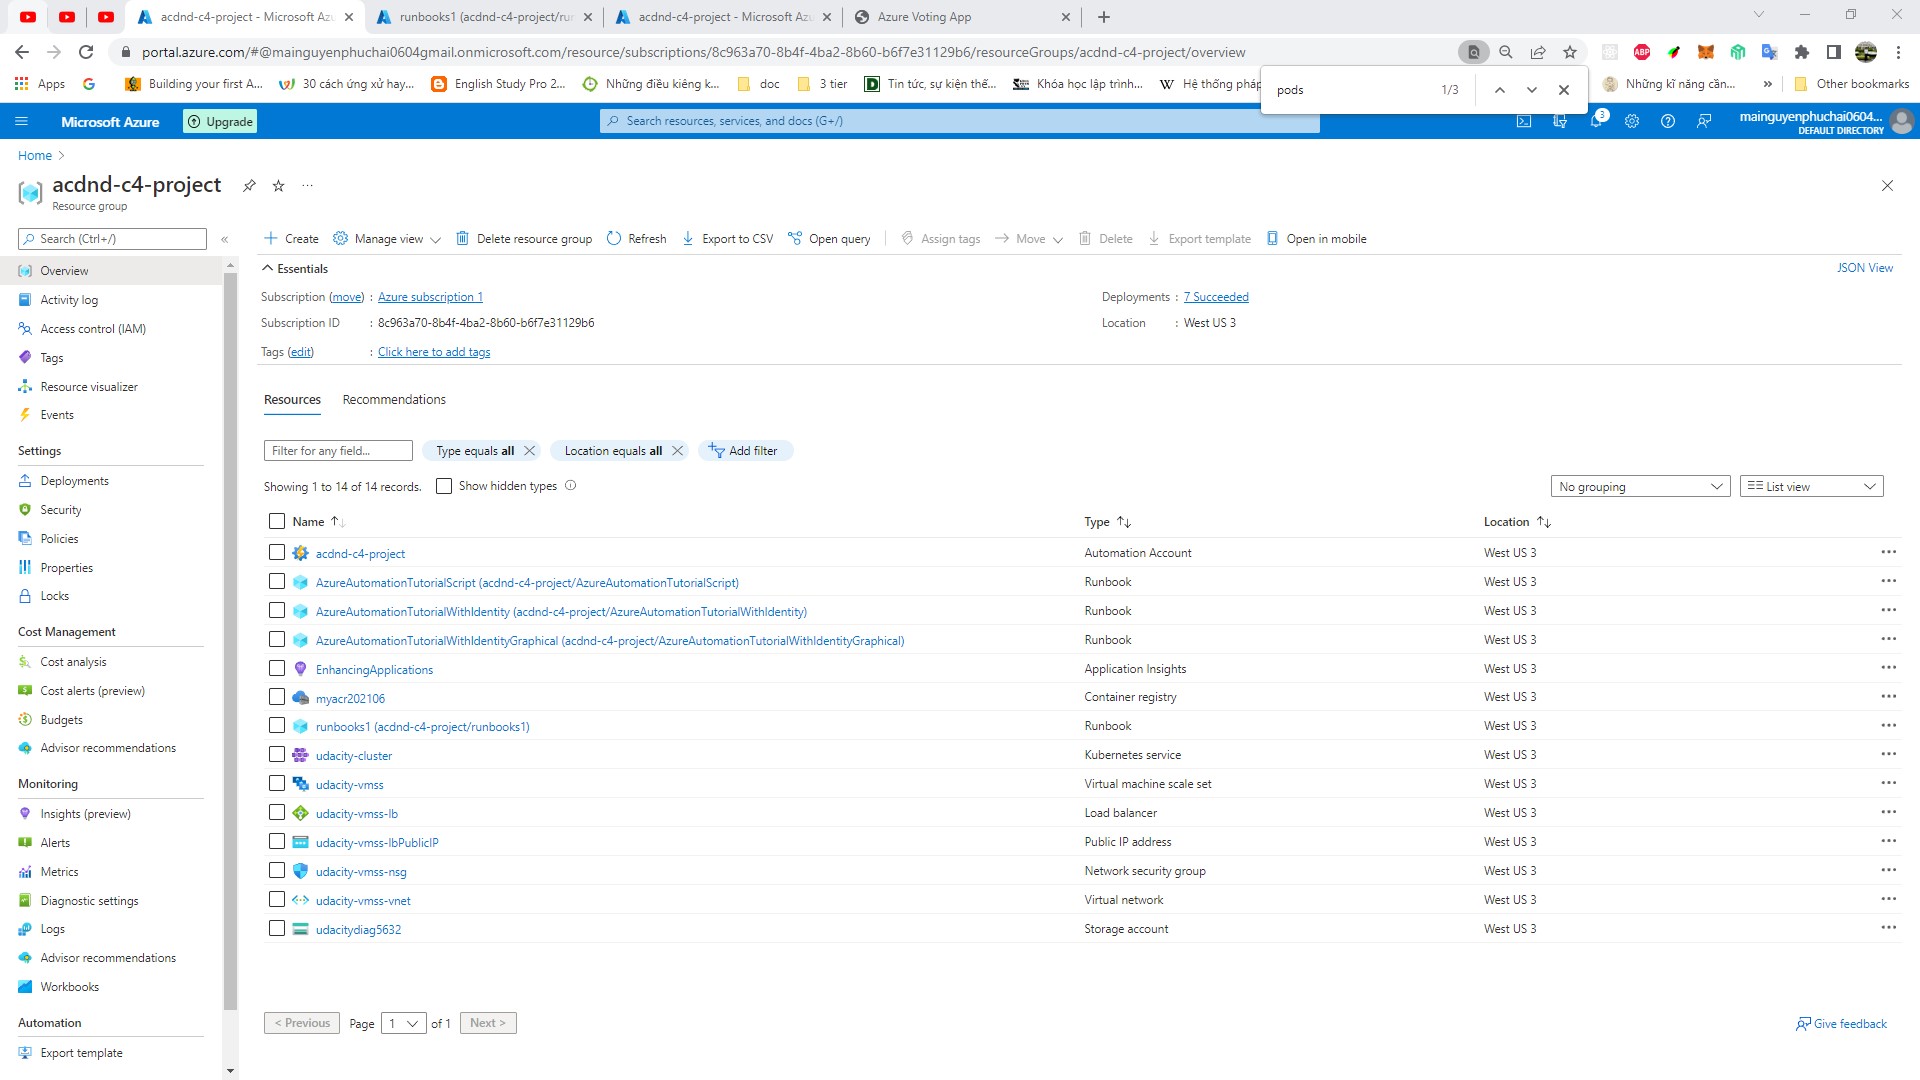 acdnd-c4-project - Microsoft Azu
runbooks1 (acdnd-c4-project/run
acdnd-c4-project - Microsoft Azu
Azure Voting App
portal.azure.com/#@mainguyenphuchai0604gmail.onmicrosoft.com/resource/subscriptions/8c963a70-8b4f-4ba2-8b60-b6f7e31129b6/resourceGroups/acdnd-c4-project/overview
Apps
Building your first A...
30 cách ứng xử hay...
English Study Pro 2...
Những điều kiêng k...
doc
3 tier
Tin tức, sự kiện thế...
Khóa học lập trình...
Hệ thống pháp
pods
1/3
Những kĩ năng cần...
»
Other bookmarks
Microsoft Azure
Upgrade
Search resources, services, and docs (G+/)
3
mainguyenphuchai0604...
DEFAULT DIRECTORY
Home
acdnd-c4-project
...
Resource group
Search (Ctrl+/)
«
Create
Manage view
Delete resource group
Refresh
Export to CSV
Open query
Assign tags
Move
Delete
Export template
Open in mobile
Overview
Activity log
Access control (IAM)
Tags
Resource visualizer
Events
Settings
Deployments
Security
Policies
Properties
Locks
Cost Management
Cost analysis
Cost alerts (preview)
Budgets
Advisor recommendations
Monitoring
Insights (preview)
Alerts
Metrics
Diagnostic settings
Logs
Advisor recommendations
Workbooks
Automation
Export template
Essentials
JSON View
Subscription (move) : Azure subscription 1
Deployments : 7 Succeeded
Subscription ID : 8c963a70-8b4f-4ba2-8b60-b6f7e31129b6
Location : West US 3
Tags (edit) : Click here to add tags
Resources
Recommendations
Filter for any field...
Type equals all
Location equals all
Add filter
Showing 1 to 14 of 14 records.
Show hidden types
No grouping
List view
Name Type Location
acdnd-c4-project Automation Account West US 3
AzureAutomationTutorialScript (acdnd-c4-project/AzureAutomationTutorialScript) Runbook West US 3
AzureAutomationTutorialWithIdentity (acdnd-c4-project/AzureAutomationTutorialWithIdentity) Runbook West US 3
AzureAutomationTutorialWithIdentityGraphical (acdnd-c4-project/AzureAutomationTutorialWithIdentityGraphical) Runbook West US 3
EnhancingApplications Application Insights West US 3
myacr202106 Container registry West US 3
runbooks1 (acdnd-c4-project/runbooks1) Runbook West US 3
udacity-cluster Kubernetes service West US 3
udacity-vmss Virtual machine scale set West US 3
udacity-vmss-lb Load balancer West US 3
udacity-vmss-lbPublicIP Public IP address West US 3
udacity-vmss-nsg Network security group West US 3
udacity-vmss-vnet Virtual network West US 3
udacitydiag5632 Storage account West US 3
< Previous
Page 1 of 1
Next >
Give feedback